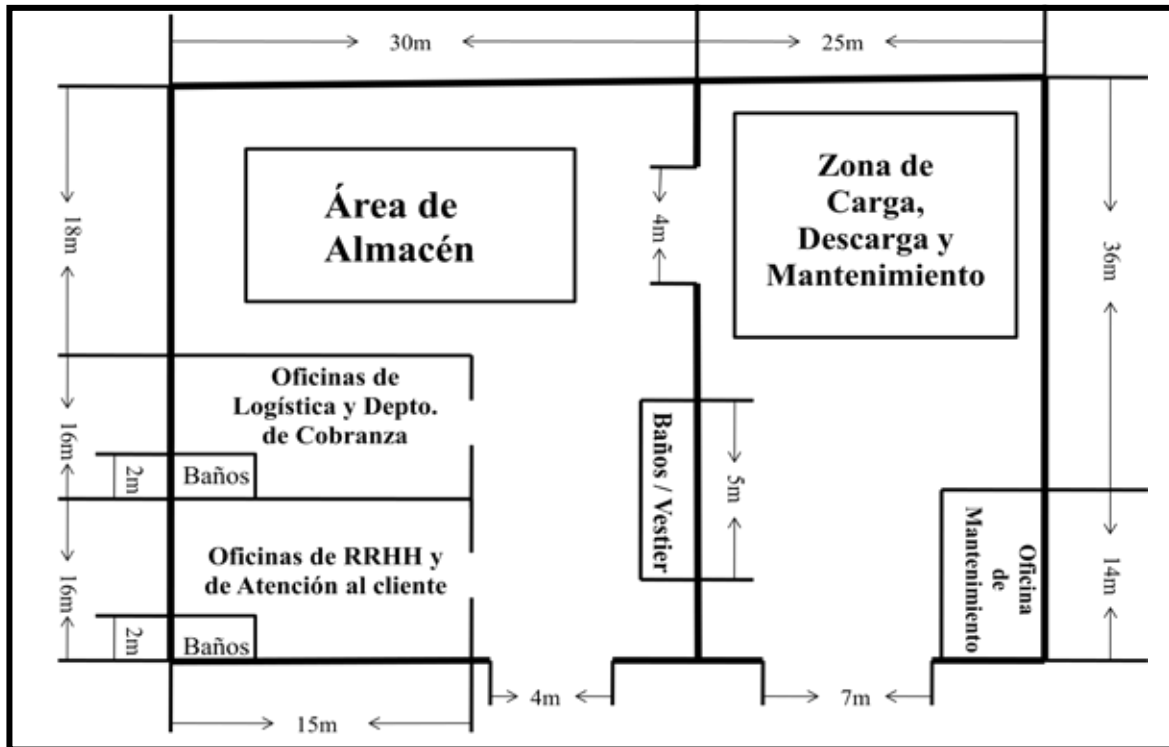 30m
25m
Área de
Almacén
Zona de
Carga,
Descarga y
Mantenimiento
18m
4m
36m
Oficinas de
Logística y Depto.
de Cobranza
16m
2m
Baños
Baños / Vestier
5m
Oficinas de RRHH y
de Atención al cliente
16m
2m
Baños
Oficina
de
Mantenimiento
14m
15m
4m
7m